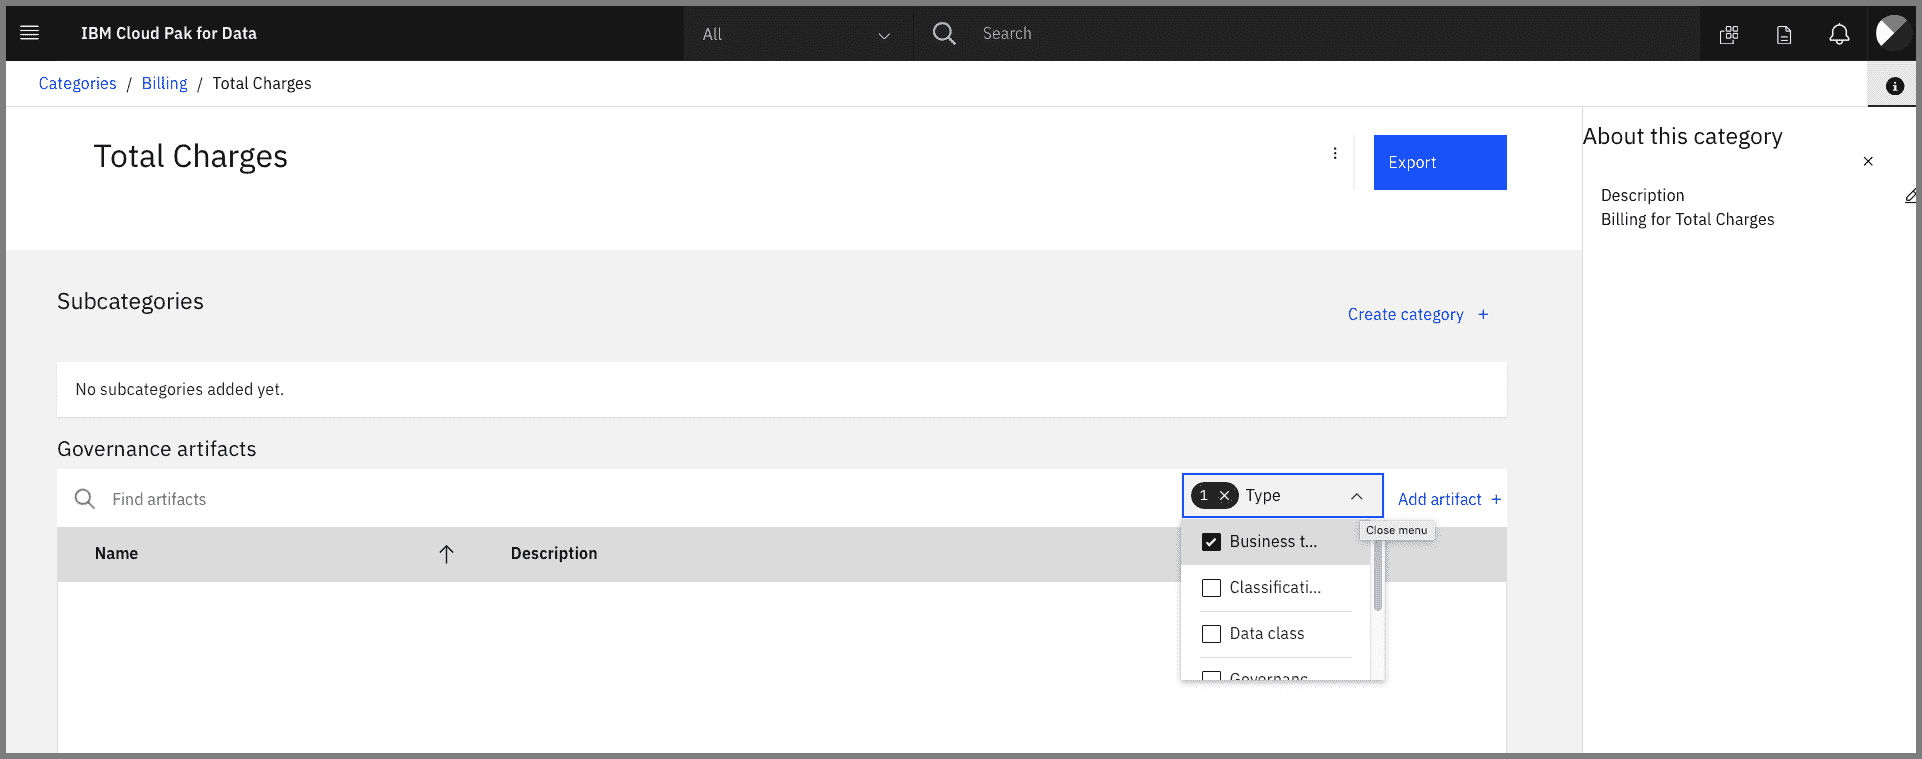 IBM Cloud Pak for Data
All
Search
Categories / Billing / Total Charges
Total Charges
Export
About this category
Description
Billing for Total Charges
Subcategories
Create category +
No subcategories added yet.
Governance artifacts
Find artifacts
1 × Type
Add artifact +
Close menu
Name
Description
Business t...
Classificati...
Data class
Governanc